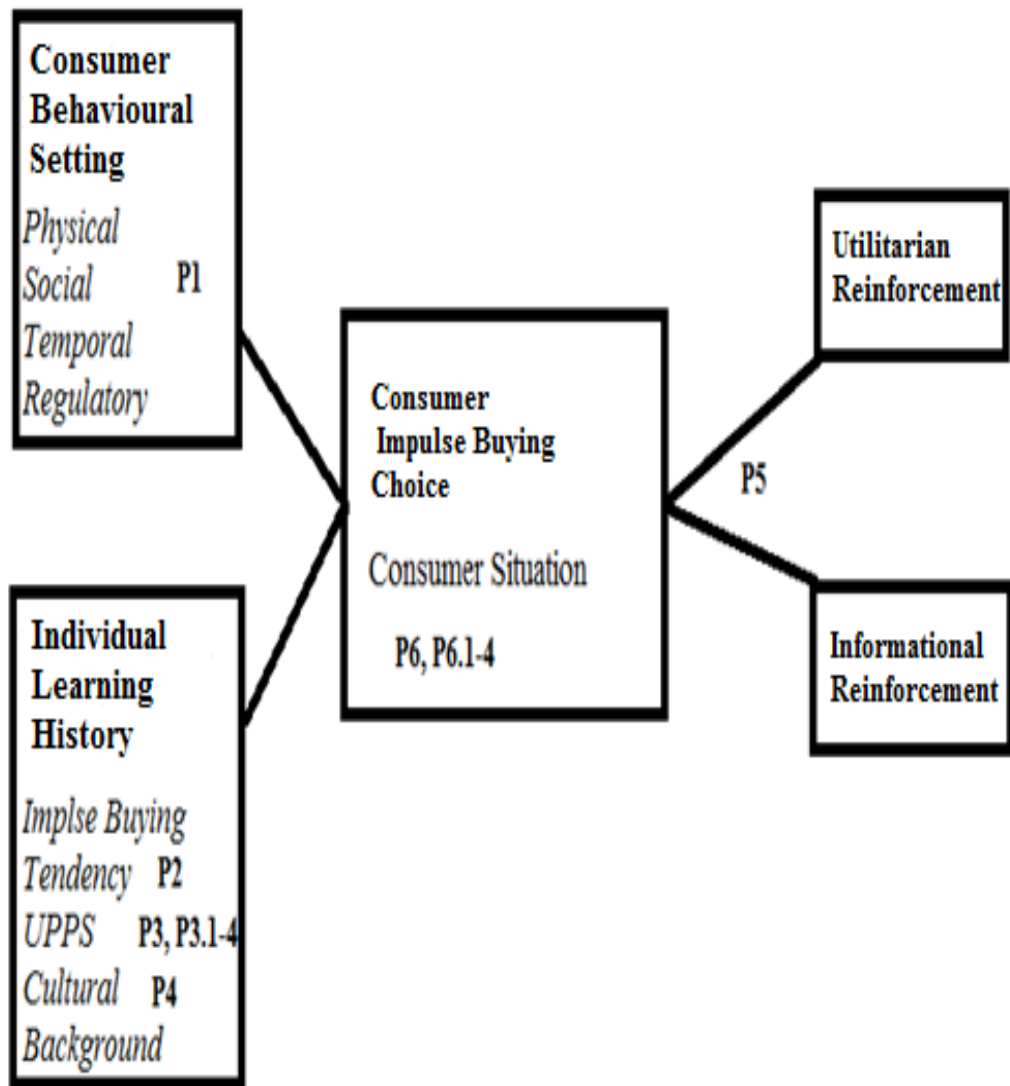 Consumer
Behavioural
Setting
Physical
Social P1
Temporal
Regulatory
Individual
Learning
History
Implse Buying
Tendency P2
UPPS P3, P3.1-4
Cultural P4
Background
Consumer
Impulse Buying
Choice
Consumer Situation
P6, P6.1-4
Utilitarian
Reinforcement
P5
Informational
Reinforcement